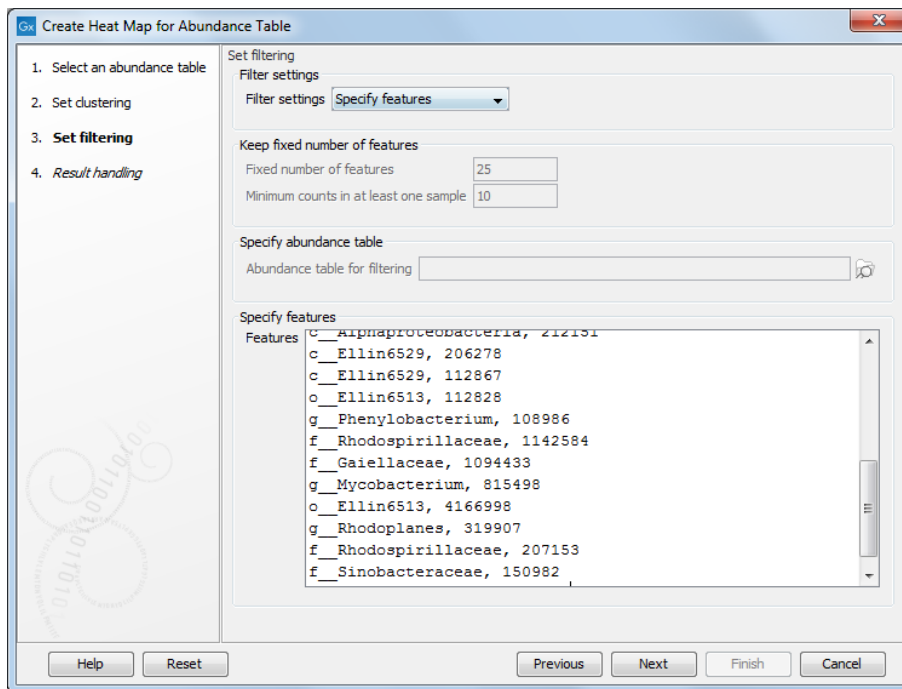 Gx Create Heat Map for Abundance Table
1. Select an abundance table
2. Set clustering
3. Set filtering
4. Result handling
Set filtering
Filter settings
Filter settings Specify features
Keep fixed number of features
Fixed number of features 25
Minimum counts in at least one sample 10
Specify abundance table
Abundance table for filtering
Specify features
Features
c__Alphaproteobacteria, 212151
c__Ellin6529, 206278
c__Ellin6529, 112867
o__Ellin6513, 112828
g__Phenylobacterium, 108986
f__Rhodospirillaceae, 1142584
f__Gaiellaceae, 1094433
g__Mycobacterium, 815498
o__Ellin6513, 4166998
g__Rhodoplanes, 319907
f__Rhodospirillaceae, 207153
f__Sinobacteraceae, 150982
Help Reset Previous Next Finish Cancel